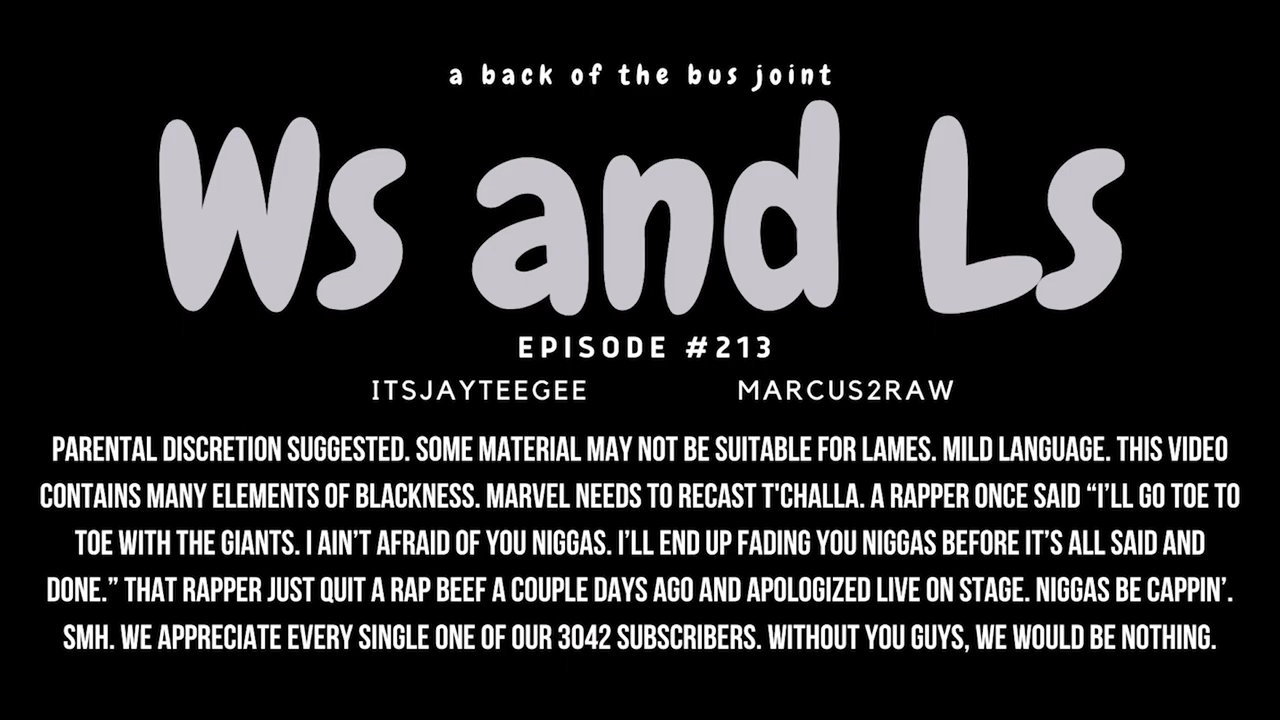 a back of the bus joint
Ws and Ls
EPISODE #213
ITSJAYTEEGEE MARCUS2RAW
PARENTAL DISCRETION SUGGESTED. SOME MATERIAL MAY NOT BE SUITABLE FOR LAMES. MILD LANGUAGE. THIS VIDEO
CONTAINS MANY ELEMENTS OF BLACKNESS. MARVEL NEEDS TO RECAST T'CHALLA. A RAPPER ONCE SAID “I’LL GO TOE TO
TOE WITH THE GIANTS. I AIN’T AFRAID OF YOU NIGGAS. I’LL END UP FADING YOU NIGGAS BEFORE IT’S ALL SAID AND
DONE.” THAT RAPPER JUST QUIT A RAP BEEF A COUPLE DAYS AGO AND APOLOGIZED LIVE ON STAGE. NIGGAS BE CAPPIN’.
SMH. WE APPRECIATE EVERY SINGLE ONE OF OUR 3042 SUBSCRIBERS. WITHOUT YOU GUYS, WE WOULD BE NOTHING.